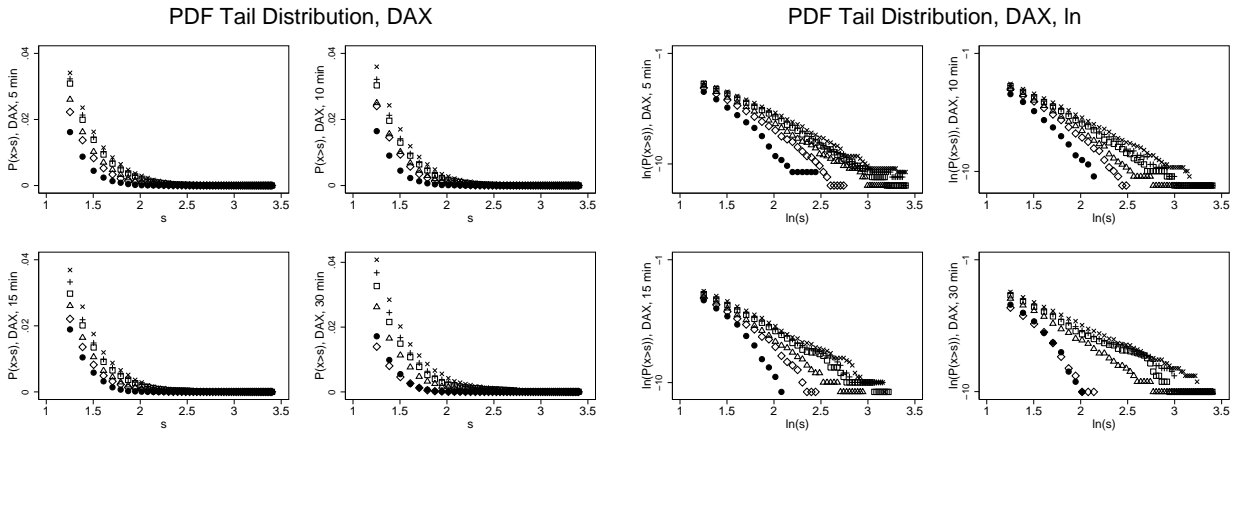 PDF Tail Distribution, DAX
PDF Tail Distribution, DAX, ln
P(x>s), DAX, 5 min
0 .02 .04
1 1.5 2 2.5 3 3.5
s
P(x>s), DAX, 10 min
0 .02 .04
1 1.5 2 2.5 3 3.5
s
ln(P(x>s)), DAX, 5 min
−10 −1
1 1.5 2 2.5 3 3.5
ln(s)
ln(P(x>s)), DAX, 10 min
−10 −1
1 1.5 2 2.5 3 3.5
ln(s)
P(x>s), DAX, 15 min
0 .02 .04
1 1.5 2 2.5 3 3.5
s
P(x>s), DAX, 30 min
0 .02 .04
1 1.5 2 2.5 3 3.5
s
ln(P(x>s)), DAX, 15 min
−10 −1
1 1.5 2 2.5 3 3.5
ln(s)
ln(P(x>s)), DAX, 30 min
−10 −1
1 1.5 2 2.5 3 3.5
ln(s)